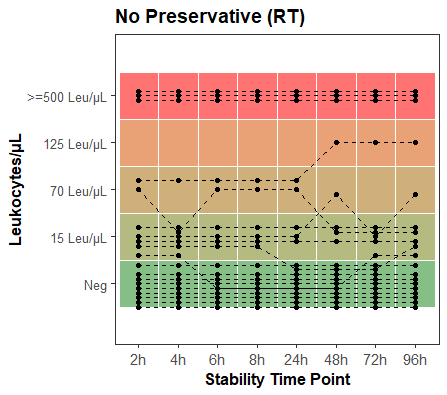 No Preservative (RT)
Leukocytes/μL
>=500 Leu/μL
125 Leu/μL
70 Leu/μL
15 Leu/μL
Neg
2h 4h 6h 8h 24h 48h 72h 96h
Stability Time Point